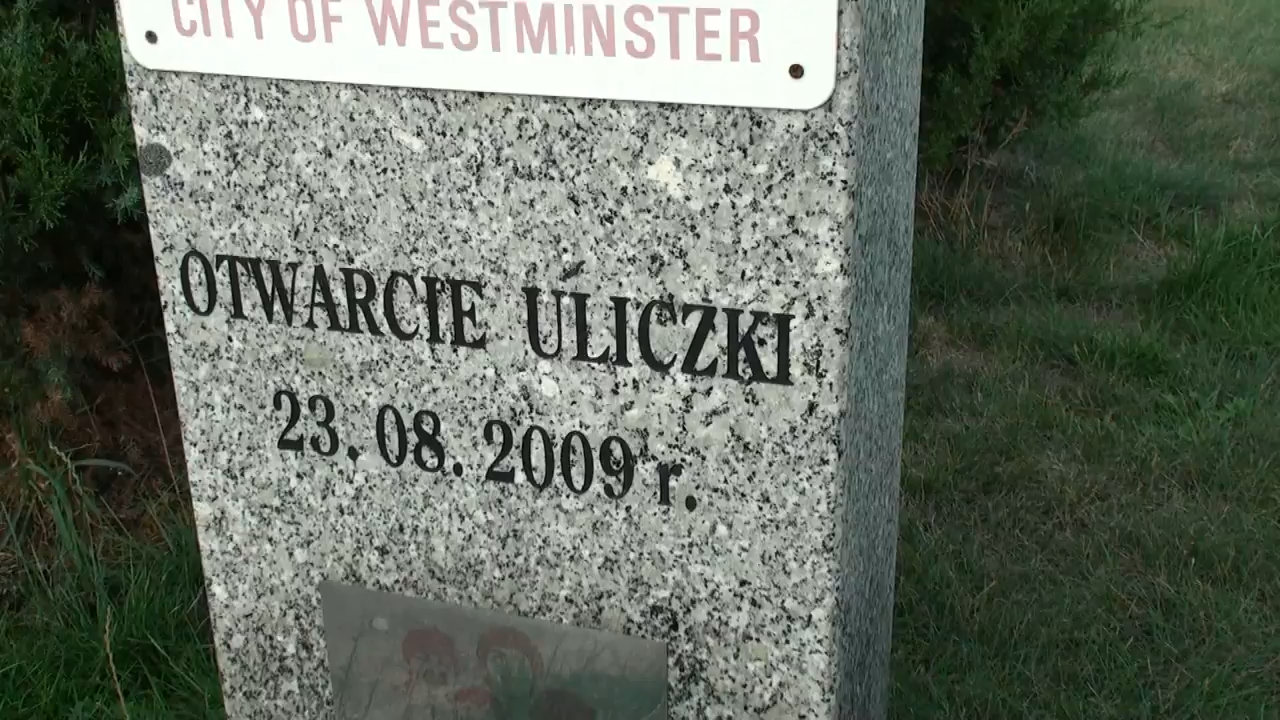 CITY OF WESTMINSTER
OTWARCIE ULICZKI
23. 08. 2009 r.